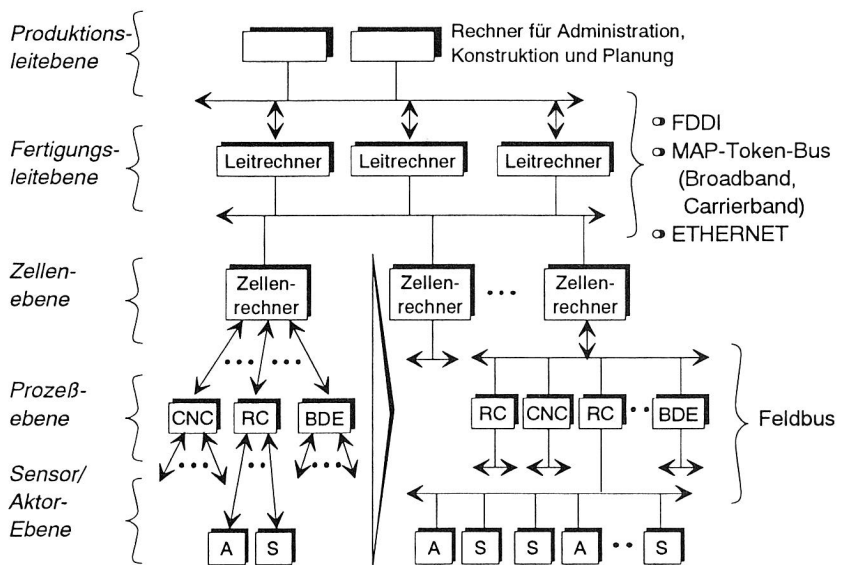 Produktions-
leitebene
Rechner für Administration,
Konstruktion und Planung
Fertigungs-
leitebene
Leitrechner
Leitrechner
Leitrechner
FDDI
MAP-Token-Bus
(Broadband,
Carrierband)
ETHERNET
Zellen-
ebene
Zellen-
rechner
Zellen-
rechner
Zellen-
rechner
Prozeß-
ebene
CNC
RC
BDE
RC
CNC
RC
BDE
Feldbus
Sensor/
Aktor-
Ebene
A
S
A
S
S
A
S